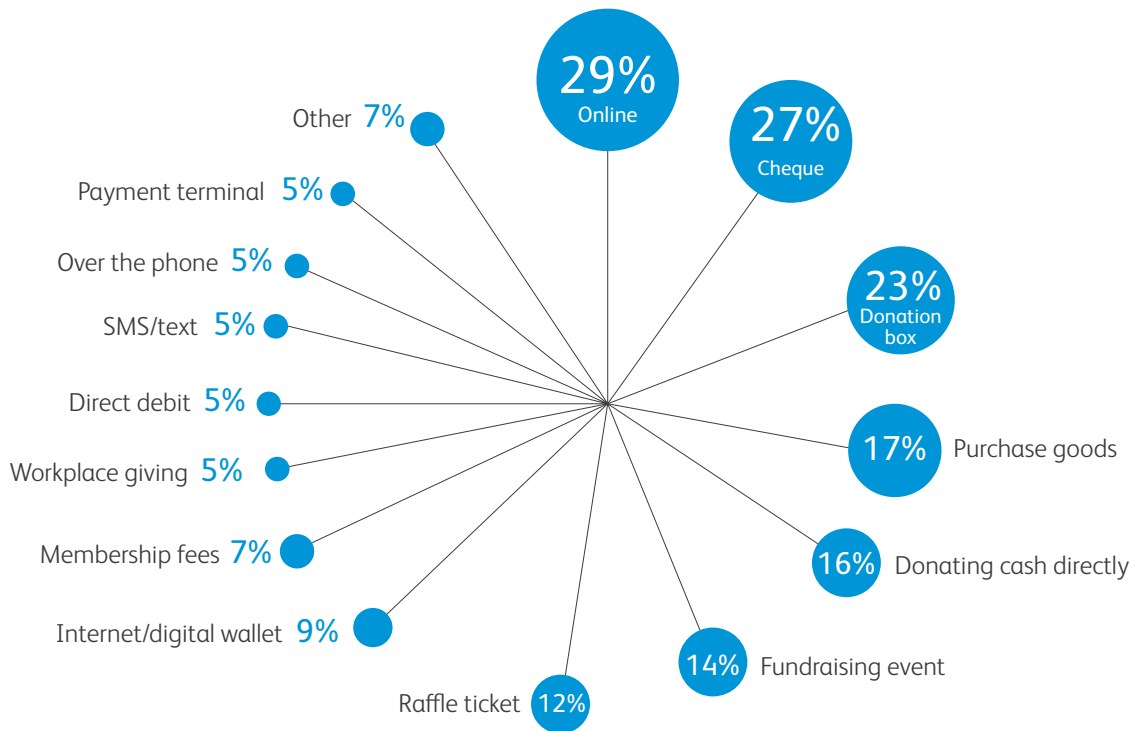 29%
Online
27%
Cheque
23%
Donation
box
17% Purchase goods
16% Donating cash directly
14% Fundraising event
Raffle ticket 12%
Internet/digital wallet 9%
Membership fees 7%
Workplace giving 5%
Direct debit 5%
SMS/text 5%
Over the phone 5%
Payment terminal 5%
Other 7%